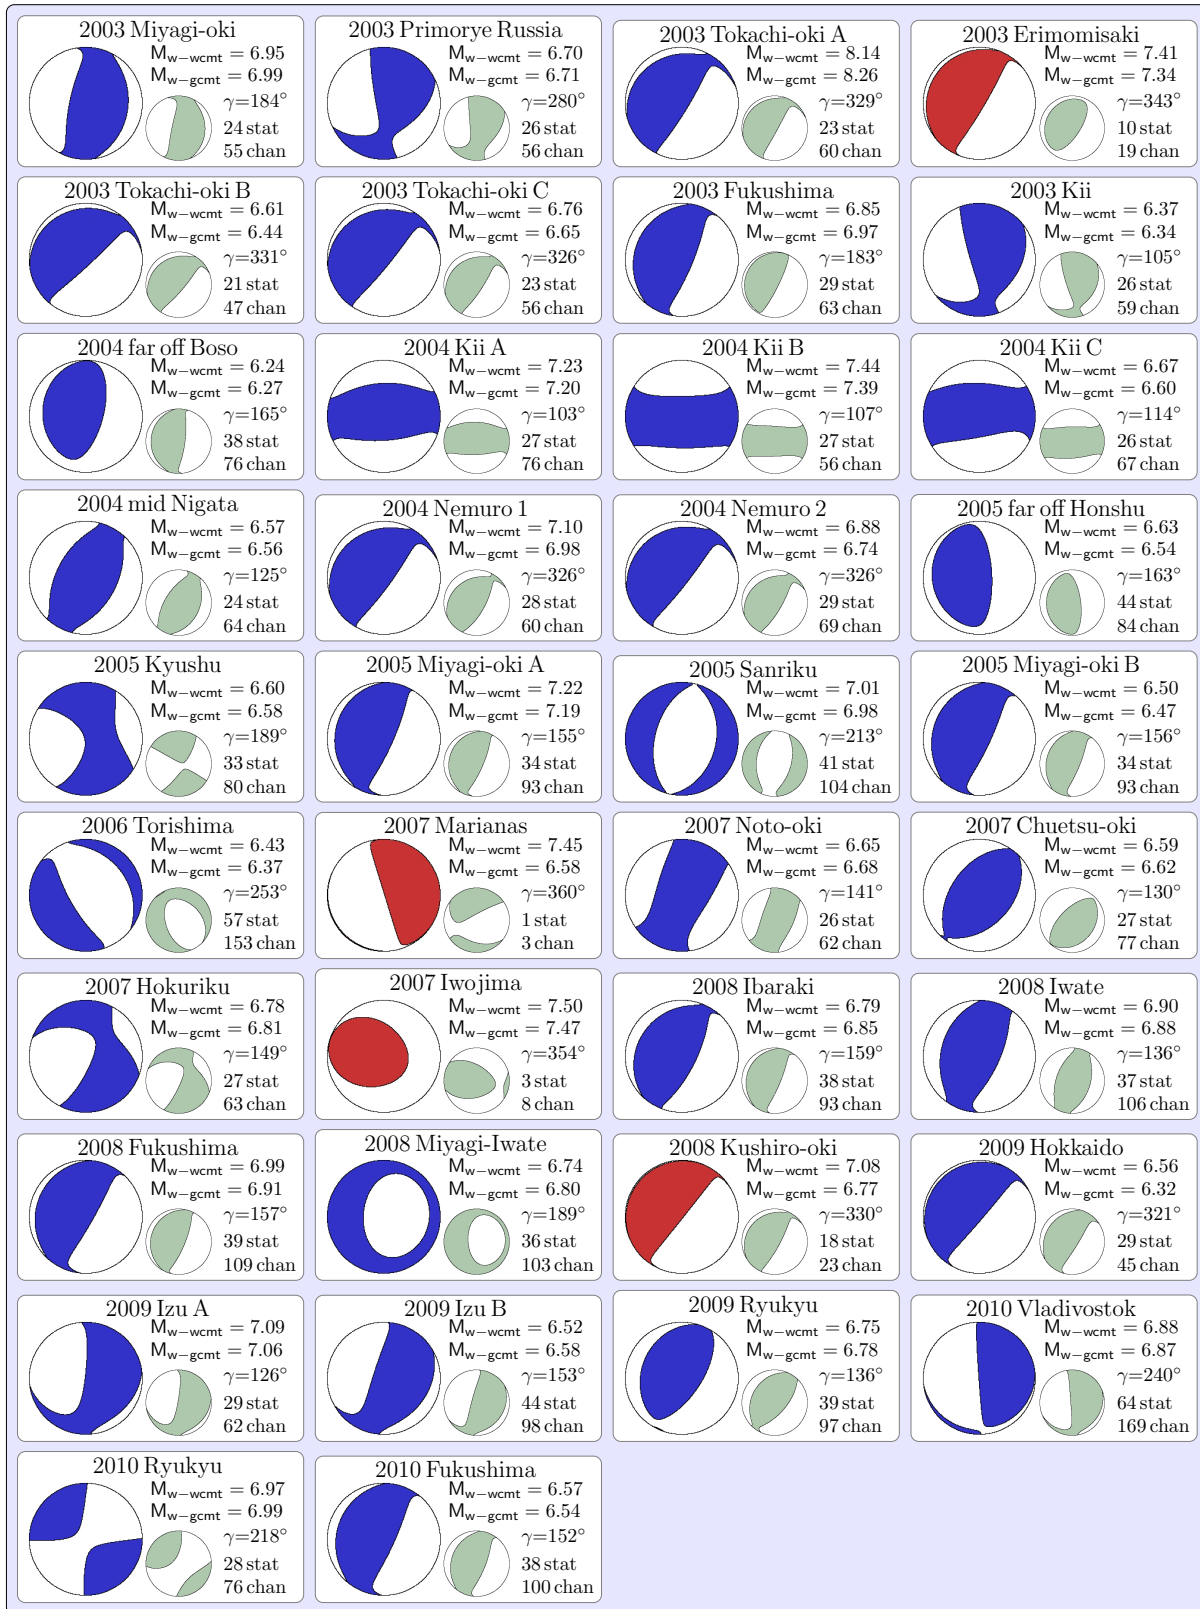 2003 Miyagi-oki
Mw−wcmt = 6.95
Mw−gcmt = 6.99
γ=184°
24 stat
55 chan
2003 Primorye Russia
Mw−wcmt = 6.70
Mw−gcmt = 6.71
γ=280°
26 stat
56 chan
2003 Tokachi-oki A
Mw−wcmt = 8.14
Mw−gcmt = 8.26
γ=329°
23 stat
60 chan
2003 Erimomisaki
Mw−wcmt = 7.41
Mw−gcmt = 7.34
γ=343°
10 stat
19 chan
2003 Tokachi-oki B
Mw−wcmt = 6.61
Mw−gcmt = 6.44
γ=331°
21 stat
47 chan
2003 Tokachi-oki C
Mw−wcmt = 6.76
Mw−gcmt = 6.65
γ=326°
23 stat
56 chan
2003 Fukushima
Mw−wcmt = 6.85
Mw−gcmt = 6.97
γ=183°
29 stat
63 chan
2003 Kii
Mw−wcmt = 6.37
Mw−gcmt = 6.34
γ=105°
26 stat
59 chan
2004 far off Boso
Mw−wcmt = 6.24
Mw−gcmt = 6.27
γ=165°
38 stat
76 chan
2004 Kii A
Mw−wcmt = 7.23
Mw−gcmt = 7.20
γ=103°
27 stat
76 chan
2004 Kii B
Mw−wcmt = 7.44
Mw−gcmt = 7.39
γ=107°
27 stat
56 chan
2004 Kii C
Mw−wcmt = 6.67
Mw−gcmt = 6.60
γ=114°
26 stat
67 chan
2004 mid Nigata
Mw−wcmt = 6.57
Mw−gcmt = 6.56
γ=125°
24 stat
64 chan
2004 Nemuro 1
Mw−wcmt = 7.10
Mw−gcmt = 6.98
γ=326°
28 stat
60 chan
2004 Nemuro 2
Mw−wcmt = 6.88
Mw−gcmt = 6.74
γ=326°
29 stat
69 chan
2005 far off Honshu
Mw−wcmt = 6.63
Mw−gcmt = 6.54
γ=163°
44 stat
84 chan
2005 Kyushu
Mw−wcmt = 6.60
Mw−gcmt = 6.58
γ=189°
33 stat
80 chan
2005 Miyagi-oki A
Mw−wcmt = 7.22
Mw−gcmt = 7.19
γ=155°
34 stat
93 chan
2005 Sanriku
Mw−wcmt = 7.01
Mw−gcmt = 6.98
γ=213°
41 stat
104 chan
2005 Miyagi-oki B
Mw−wcmt = 6.50
Mw−gcmt = 6.47
γ=156°
34 stat
93 chan
2006 Torishima
Mw−wcmt = 6.43
Mw−gcmt = 6.37
γ=253°
57 stat
153 chan
2007 Marianas
Mw−wcmt = 7.45
Mw−gcmt = 6.58
γ=360°
1 stat
3 chan
2007 Noto-oki
Mw−wcmt = 6.65
Mw−gcmt = 6.68
γ=141°
26 stat
62 chan
2007 Chuetsu-oki
Mw−wcmt = 6.59
Mw−gcmt = 6.62
γ=130°
27 stat
77 chan
2007 Hokuriku
Mw−wcmt = 6.78
Mw−gcmt = 6.81
γ=149°
27 stat
63 chan
2007 Iwojima
Mw−wcmt = 7.50
Mw−gcmt = 7.47
γ=354°
3 stat
8 chan
2008 Ibaraki
Mw−wcmt = 6.79
Mw−gcmt = 6.85
γ=159°
38 stat
93 chan
2008 Iwate
Mw−wcmt = 6.90
Mw−gcmt = 6.88
γ=136°
37 stat
106 chan
2008 Fukushima
Mw−wcmt = 6.99
Mw−gcmt = 6.91
γ=157°
39 stat
109 chan
2008 Miyagi-Iwate
Mw−wcmt = 6.74
Mw−gcmt = 6.80
γ=189°
36 stat
103 chan
2008 Kushiro-oki
Mw−wcmt = 7.08
Mw−gcmt = 6.77
γ=330°
18 stat
23 chan
2009 Hokkaido
Mw−wcmt = 6.56
Mw−gcmt = 6.32
γ=321°
29 stat
45 chan
2009 Izu A
Mw−wcmt = 7.09
Mw−gcmt = 7.06
γ=126°
29 stat
62 chan
2009 Izu B
Mw−wcmt = 6.52
Mw−gcmt = 6.58
γ=153°
44 stat
98 chan
2009 Ryukyu
Mw−wcmt = 6.75
Mw−gcmt = 6.78
γ=136°
39 stat
97 chan
2010 Vladivostok
Mw−wcmt = 6.88
Mw−gcmt = 6.87
γ=240°
64 stat
169 chan
2010 Ryukyu
Mw−wcmt = 6.97
Mw−gcmt = 6.99
γ=218°
28 stat
76 chan
2010 Fukushima
Mw−wcmt = 6.57
Mw−gcmt = 6.54
γ=152°
38 stat
100 chan